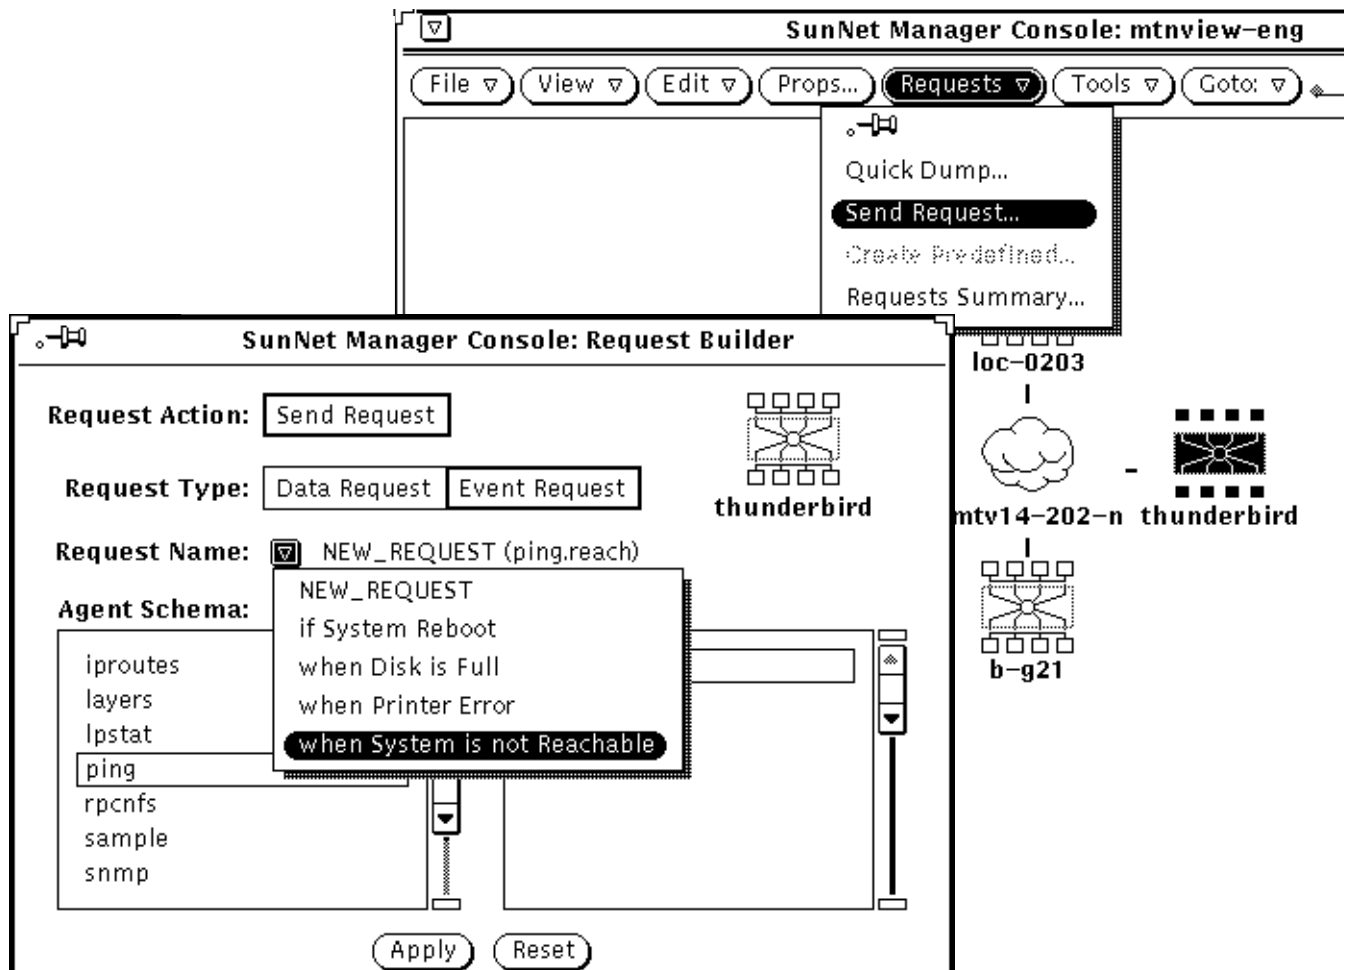 SunNet Manager Console: mtnview-eng
File View Edit Props... Requests Tools Goto:
Quick Dump...
Send Request...
Create Predefined...
Requests Summary...
SunNet Manager Console: Request Builder
loc-0203
Request Action: Send Request
Request Type: Data Request Event Request
thunderbird
mtv14-202-n thunderbird
Request Name: NEW_REQUEST (ping.reach)
NEW_REQUEST
Agent Schema:
if System Reboot
iproutes
when Disk is Full
b-g21
layers
when Printer Error
lpstat
when System is not Reachable
ping
rpcnfs
sample
snmp
Apply Reset